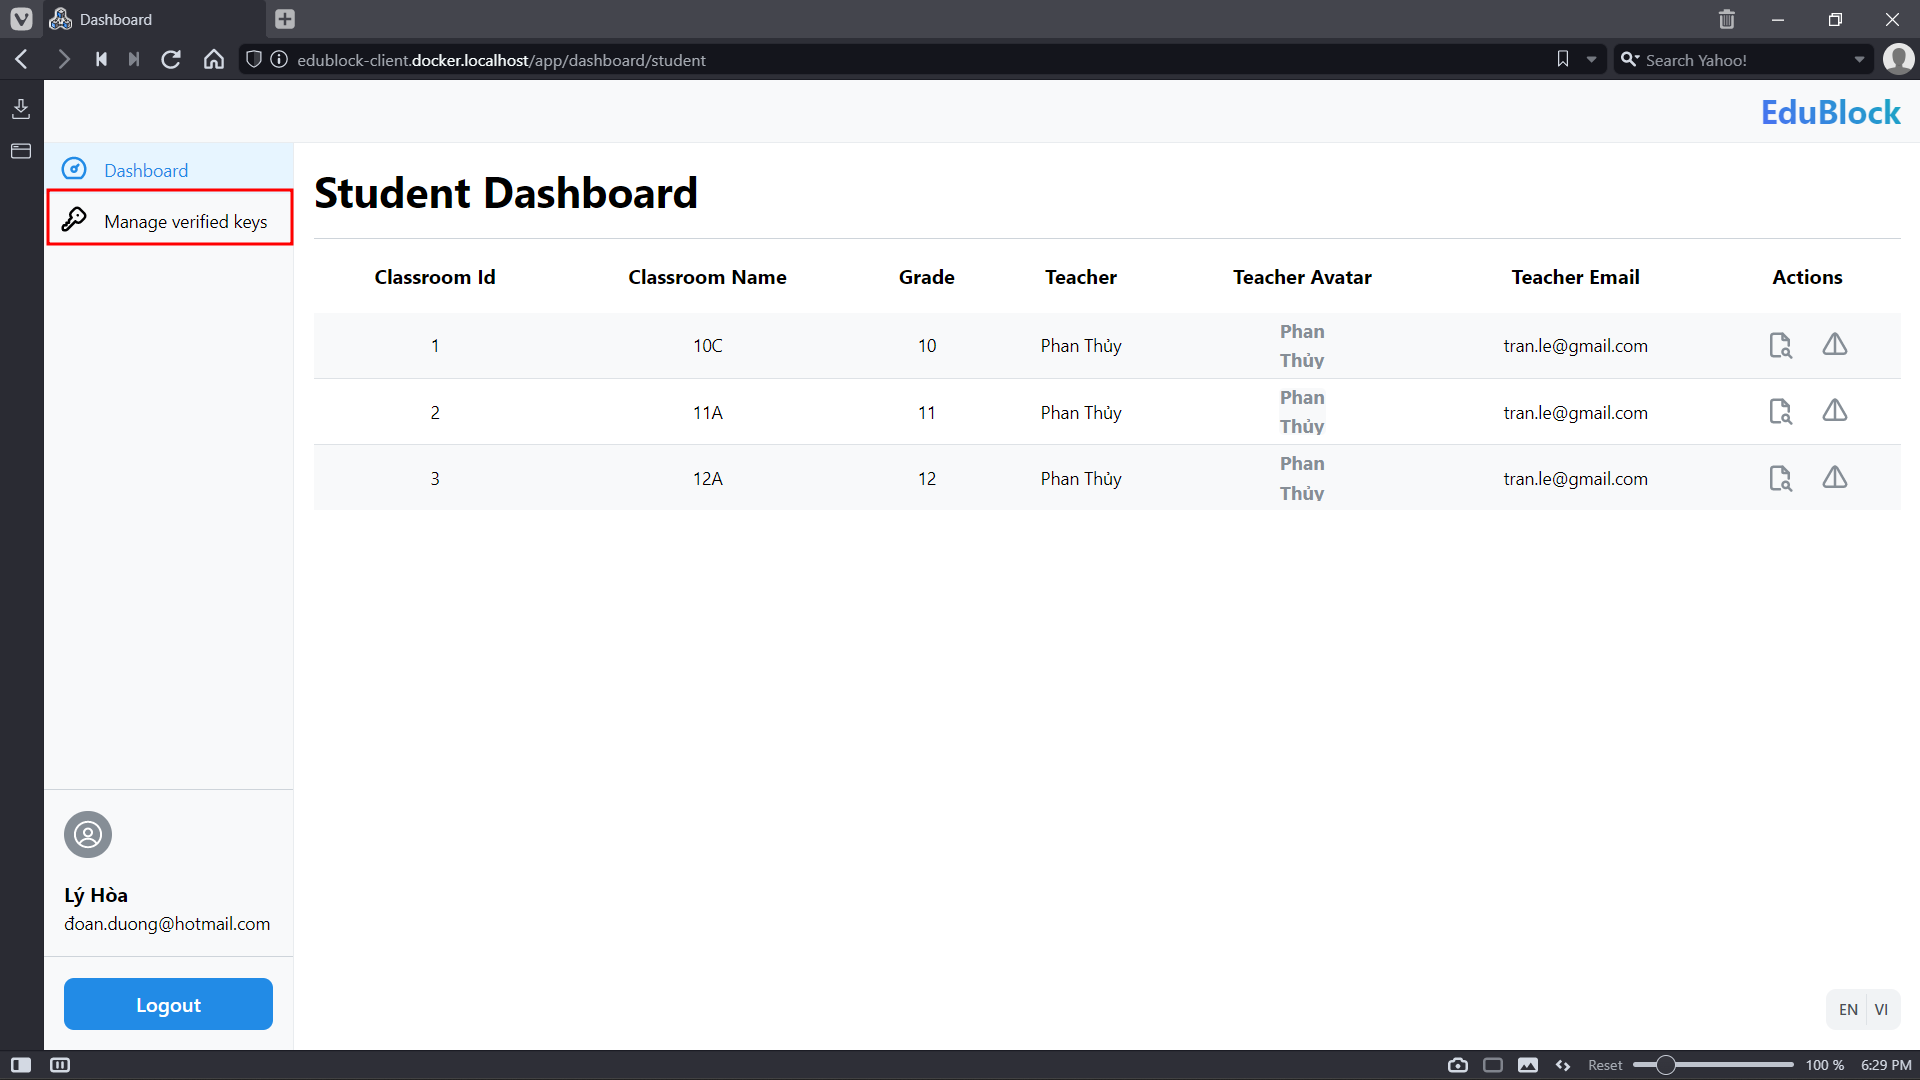 Dashboard
edublock-client.docker.localhost/app/dashboard/student
Search Yahoo!
EduBlock
Dashboard
Manage verified keys
Student Dashboard
Classroom Id Classroom Name Grade Teacher Teacher Avatar Teacher Email Actions
1 10C 10 Phan Thủy Phan Thủy tran.le@gmail.com
2 11A 11 Phan Thủy Phan Thủy tran.le@gmail.com
3 12A 12 Phan Thủy Phan Thủy tran.le@gmail.com
Lý Hòa
đoan.duong@hotmail.com
Logout
EN VI
Reset 100 % 6:29 PM